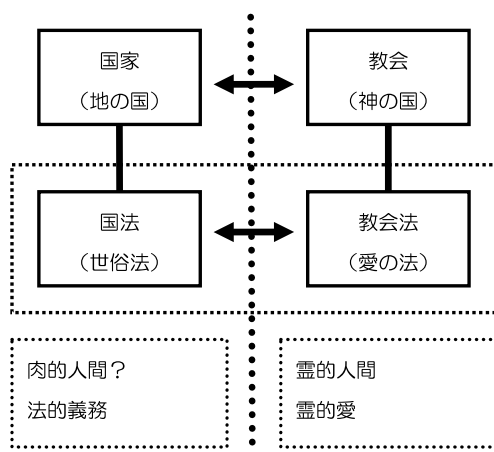 国家
（地の国）
教会
（神の国）
国法
（世俗法）
教会法
（愛の法）
肉的人間？
法的義務
霊的人間
霊的愛